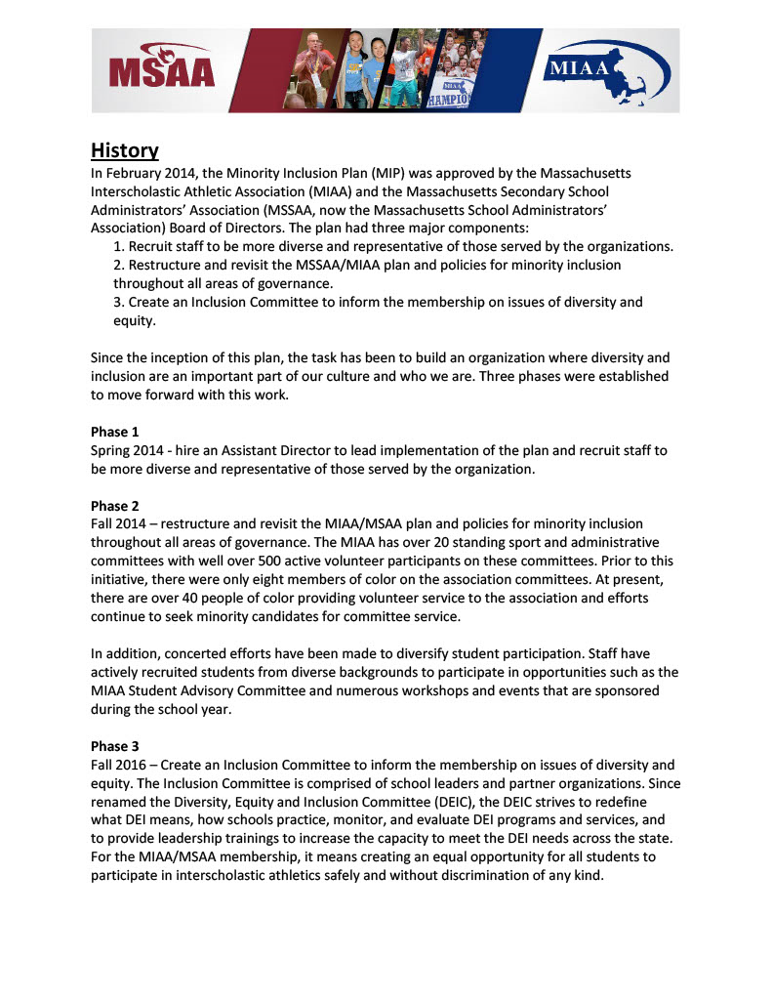 MSAA
MIAA
CHAMPIO
MIAA
History
In February 2014, the Minority Inclusion Plan (MIP) was approved by the Massachusetts
Interscholastic Athletic Association (MIAA) and the Massachusetts Secondary School
Administrators’ Association (MSSAA, now the Massachusetts School Administrators’
Association) Board of Directors. The plan had three major components:
1. Recruit staff to be more diverse and representative of those served by the organizations.
2. Restructure and revisit the MSSAA/MIAA plan and policies for minority inclusion
throughout all areas of governance.
3. Create an Inclusion Committee to inform the membership on issues of diversity and
equity.
Since the inception of this plan, the task has been to build an organization where diversity and
inclusion are an important part of our culture and who we are. Three phases were established
to move forward with this work.
Phase 1
Spring 2014 - hire an Assistant Director to lead implementation of the plan and recruit staff to
be more diverse and representative of those served by the organization.
Phase 2
Fall 2014 – restructure and revisit the MIAA/MSAA plan and policies for minority inclusion
throughout all areas of governance. The MIAA has over 20 standing sport and administrative
committees with well over 500 active volunteer participants on these committees. Prior to this
initiative, there were only eight members of color on the association committees. At present,
there are over 40 people of color providing volunteer service to the association and efforts
continue to seek minority candidates for committee service.
In addition, concerted efforts have been made to diversify student participation. Staff have
actively recruited students from diverse backgrounds to participate in opportunities such as the
MIAA Student Advisory Committee and numerous workshops and events that are sponsored
during the school year.
Phase 3
Fall 2016 – Create an Inclusion Committee to inform the membership on issues of diversity and
equity. The Inclusion Committee is comprised of school leaders and partner organizations. Since
renamed the Diversity, Equity and Inclusion Committee (DEIC), the DEIC strives to redefine
what DEI means, how schools practice, monitor, and evaluate DEI programs and services, and
to provide leadership trainings to increase the capacity to meet the DEI needs across the state.
For the MIAA/MSAA membership, it means creating an equal opportunity for all students to
participate in interscholastic athletics safely and without discrimination of any kind.